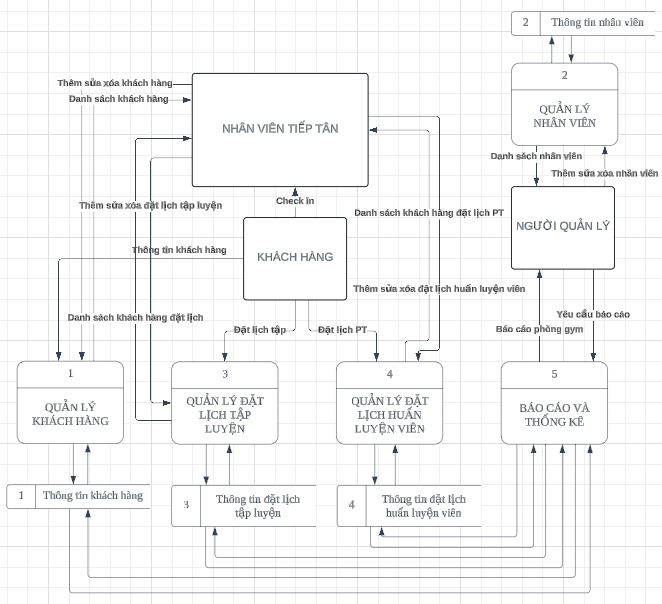 2 Thông tin nhâu viên
2
QUẢN LÝ
NHÂN VIÊN
Thêm sửa xóa khách hàng
Danh sách khách hàng
NHÂN VIÊN TIẾP TÂN
Danh sách nhân viên
Thêm sửa xóa nhân viên
Check in
Thêm sửa xóa đặt lịch tập luyện
Danh sách khách hàng đặt lịch PT
NGƯỜI QUẢN LÝ
Thông tin khách hàng
KHÁCH HÀNG
Thêm sửa xóa đặt lịch huấn luyện viên
Danh sách khách hàng đặt lịch
Yêu cầu báo cáo
Đặt lịch tập
Đặt lịch PT
Báo cáo phòng gym
1
QUẢN LÝ
KHÁCH HÀNG
3
QUẢN LÝ ĐẶT
LỊCH TẬP
LUYỆN
4
QUẢN LÝ ĐẶT
LỊCH HUẤN
LUYỆN VIÊN
5
BÁO CÁO VÀ
THỐNG KÊ
1 Thông tin khách hàng
3 Thông tin đặt lịch
tập luyện
4 Thông tin đặt lịch
huấn luyện viên